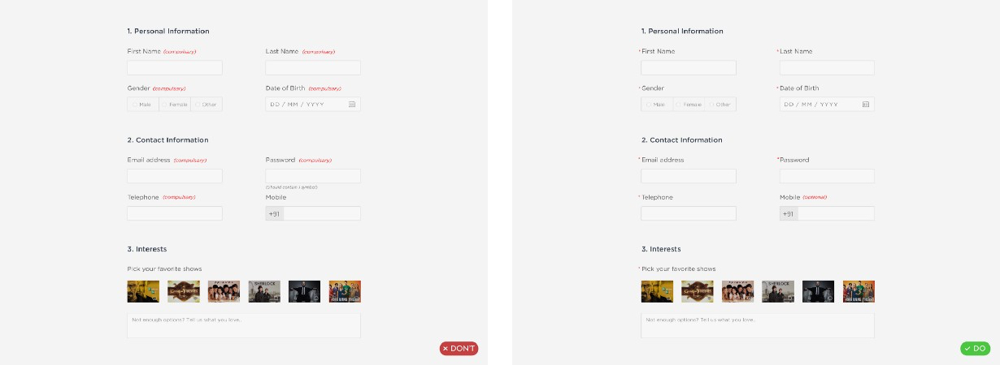 1. Personal Information
First Name (compulsary)
Last Name (compulsary)
Gender (compulsary)
Date of Birth (compulsary)
Male
Female
Other
DD / MM / YYYY
2. Contact Information
Email address (compulsary)
Password (compulsary)
(Should contain 1 symbol)
Telephone (compulsary)
Mobile
+91
3. Interests
Pick your favorite shows
SHERLOCK
Not enough options? Tell us what you love..
× DON'T
1. Personal Information
* First Name
* Last Name
* Gender
* Date of Birth
Male
Female
Other
DD / MM / YYYY
2. Contact Information
* Email address
* Password
* Telephone
Mobile (optional)
+91
3. Interests
* Pick your favorite shows
SHERLOCK
Not enough options? Tell us what you love..
✓ DO